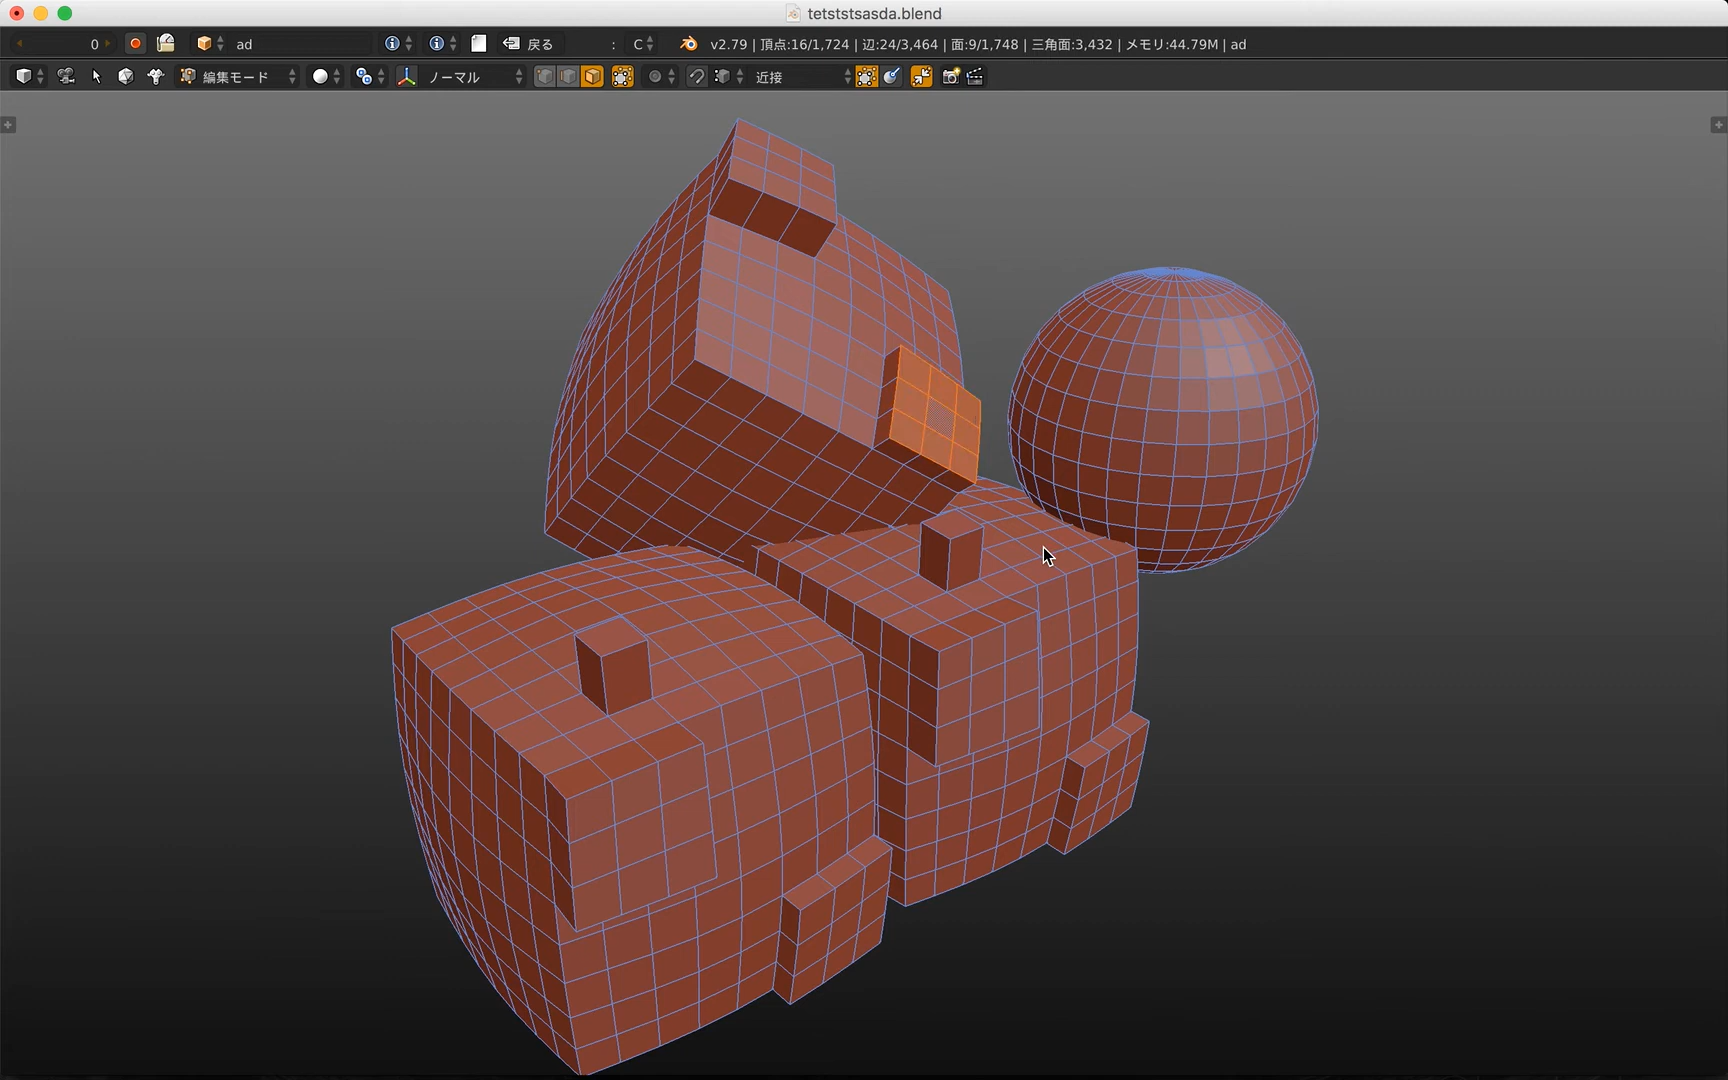 tetststsasda.blend
0 ad 戻る : C v2.79 | 頂点:16/1,724 | 辺:24/3,464 | 面:9/1,748 | 三角面:3,432 | メモリ:44.79M | ad
編集モード ノーマル 近接